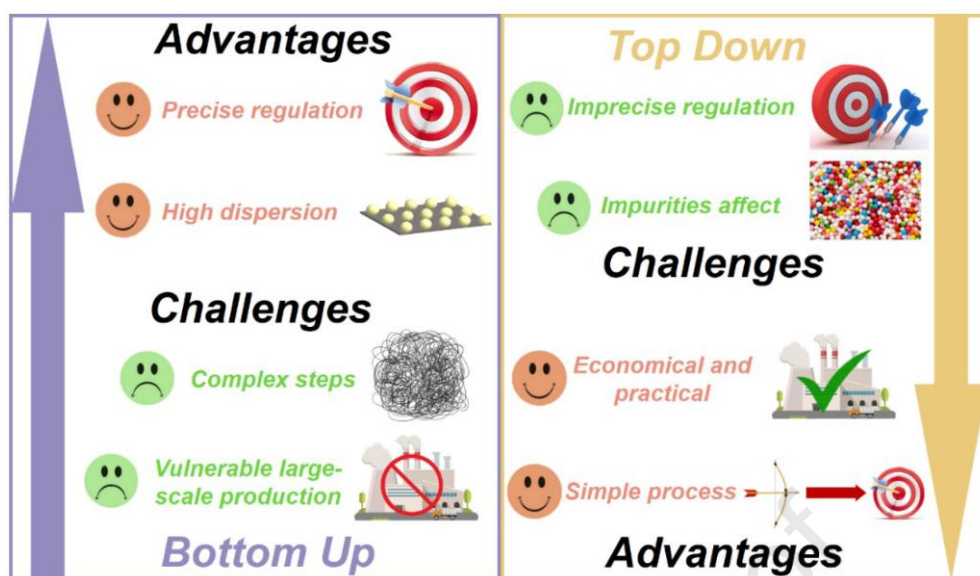 Advantages
Precise regulation
High dispersion
Challenges
Complex steps
Vulnerable large-
scale production
Bottom Up
Top Down
Imprecise regulation
Impurities affect
Challenges
Economical and
practical
Simple process
Advantages